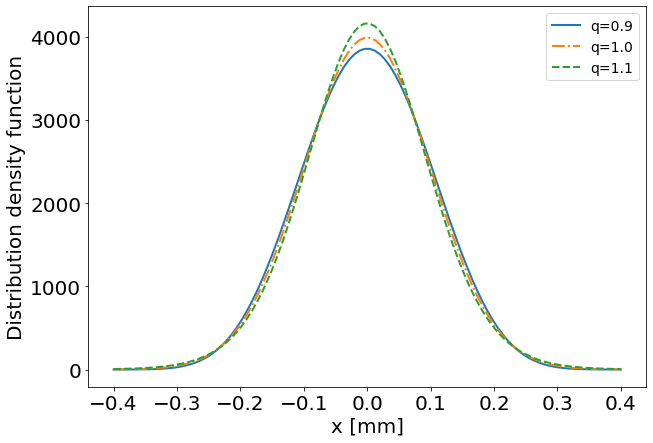 Distribution density function
4000
3000
2000
1000
0
q=0.9
q=1.0
q=1.1
−0.4 −0.3 −0.2 −0.1 0.0 0.1 0.2 0.3 0.4
x [mm]